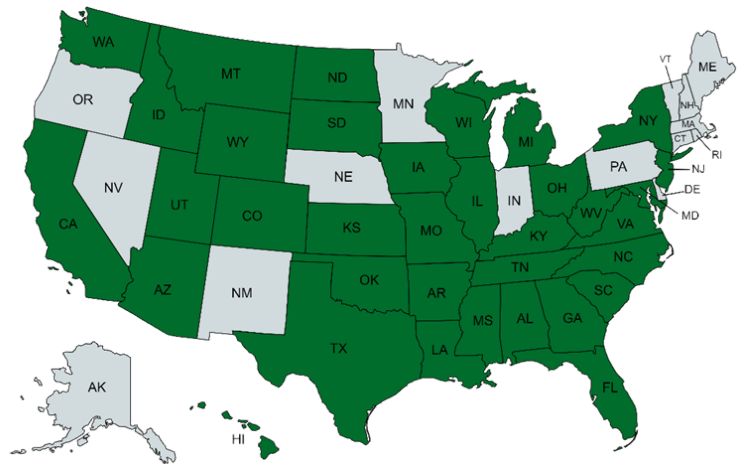 WA
MT
ND
MN
VT
ME
OR
ID
SD
WI
MI
NY
NH
MA
CT
RI
WY
IA
NE
PA
NJ
NV
UT
CO
IL
IN
OH
DE
MD
CA
KS
MO
WV
VA
KY
AZ
NM
OK
AR
TN
NC
SC
MS
AL
GA
TX
LA
FL
AK
HI